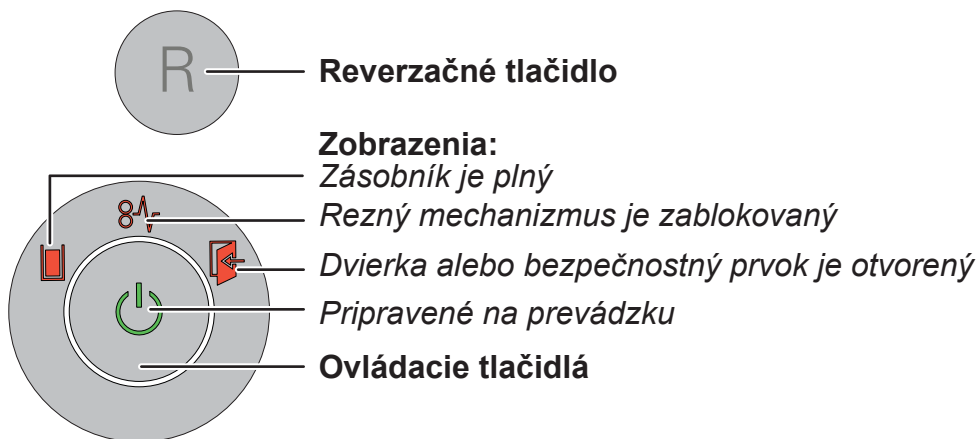 R
Reverzačné tlačidlo
Zobrazenia:
Zásobník je plný
Rezný mechanizmus je zablokovaný
Dvierka alebo bezpečnostný prvok je otvorený
Pripravené na prevádzku
Ovládacie tlačidlá